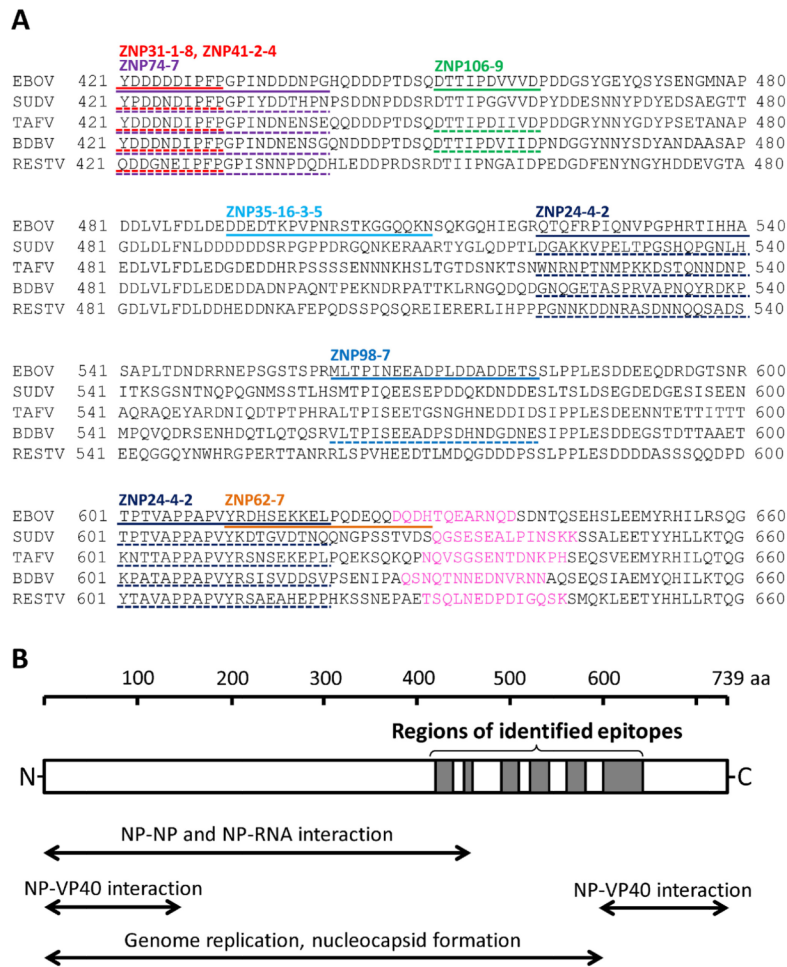 A
ZNP31-1-8, ZNP41-2-4
ZNP74-7 ZNP106-9
EBOV 421 YDDDDDIPFPGPINDDDNPGHQDDDPTDSQDTTIPDVVVDPDDGSYGEYQSYSENGMNAP 480
SUDV 421 YPDDNDIPFPGPIYDDTHPNPSDDNPDDSRDTTIPGGVVDPYDDESNNYPDYEDSAEGTT 480
TAFV 421 YDDDNDIPFPGPINDNENSEQQDDDPTDSQDTTIPDIIVDPDDGRYNNYGDYPSETANAP 480
BDBV 421 YDDDNDIPFPGPINDNENSGQNDDDPTDSQDTTIPDVIIDPNDGGYNNYSDYANDAASAP 480
RESTV 421 QDDGNEIPFPGPISNNPDQDHLEDDPRDSRDTIIPNGAIDPEDGDFENYNGYHDDEVGTA 480
ZNP35-16-3-5 ZNP24-4-2
EBOV 481 DDLVLFDLDEDDEDTKPVPNRSTKGGQQKNSQKGQHIEGRQTQFRPIQNVPGPHRTIHHA 540
SUDV 481 GDLDLFNLDDDDDDSRPGPPDRGQNKERAARTYGLQDPTLDGAKKVPELTPGSHQPGNLH 540
TAFV 481 EDLVLFDLEDGDEDDHRPSSSSENNNKHSLTGTDSNKTSNWNRNPTNMPKKDSTQNNDNP 540
BDBV 481 EDLVLFDLEDEDDADNPAQNTPEKNDRPATTKLRNGQDQDGNQGETASPRVAPNQYRDKP 540
RESTV 481 GDLVLFDLDDHEDDNKAFEPQDSSPQSQREIERERLIHPPPGNNKDDNRASDNNQQSADS 540
ZNP98-7
EBOV 541 SAPLTDNDRRNEPSGSTSPRMLTPINEEADPLDDADDETSSLPPLESDDEEQDRDGTSNR 600
SUDV 541 ITKSGSNTNQPQGNMSSTLHSMTPIQEESEPDDQKDNDDESLTSLDSEGDEDGESISEEN 600
TAFV 541 AQRAQEYARDNIQDTPTPHRALTPISEETGSNGHNEDDIDSIPPLESDEENNTETTITTT 600
BDBV 541 MPQVQDRSENHDQTLQTQSRVLTPISEEADPSDHNDGDNESIPPLESDDEGSTDTTAAET 600
RESTV 541 EEQGGQYNWHRGPERTTANRRLSPVHEEDTLMDQGDDDPSSLPPLESDDDDASSSQQDPD 600
ZNP24-4-2 ZNP62-7
EBOV 601 TPTVAPPAPVYRDHSEKKELPQDEQQDQDHTQEARNQDSDNTQSEHSLEEMYRHILRSQG 660
SUDV 601 TPTVAPPAPVYKDTGVDTNQQNGPSSTVDSQGSESEALPINSKKSSALEETYYHLLKTQG 660
TAFV 601 KNTTAPPAPVYRSNSEKEPLPQEKSQKQPNQVSGSENTDNKPHSEQSVEEMYRHILQTQG 660
BDBV 601 KPATAPPAPVYRSISVDDSVPSENIPAQSNQTNNEDNVRNNAQSEQSIAEMYQHILKTQG 660
RESTV 601 YTAVAPPAPVYRSAEAHEPPHKSSNEPAETSQLNEDPDIGQSKSMQKLEETYHHLLRTQG 660
B
100 200 300 400 500 600 739 aa
Regions of identified epitopes
N C
NP-NP and NP-RNA interaction
NP-VP40 interaction NP-VP40 interaction
Genome replication, nucleocapsid formation